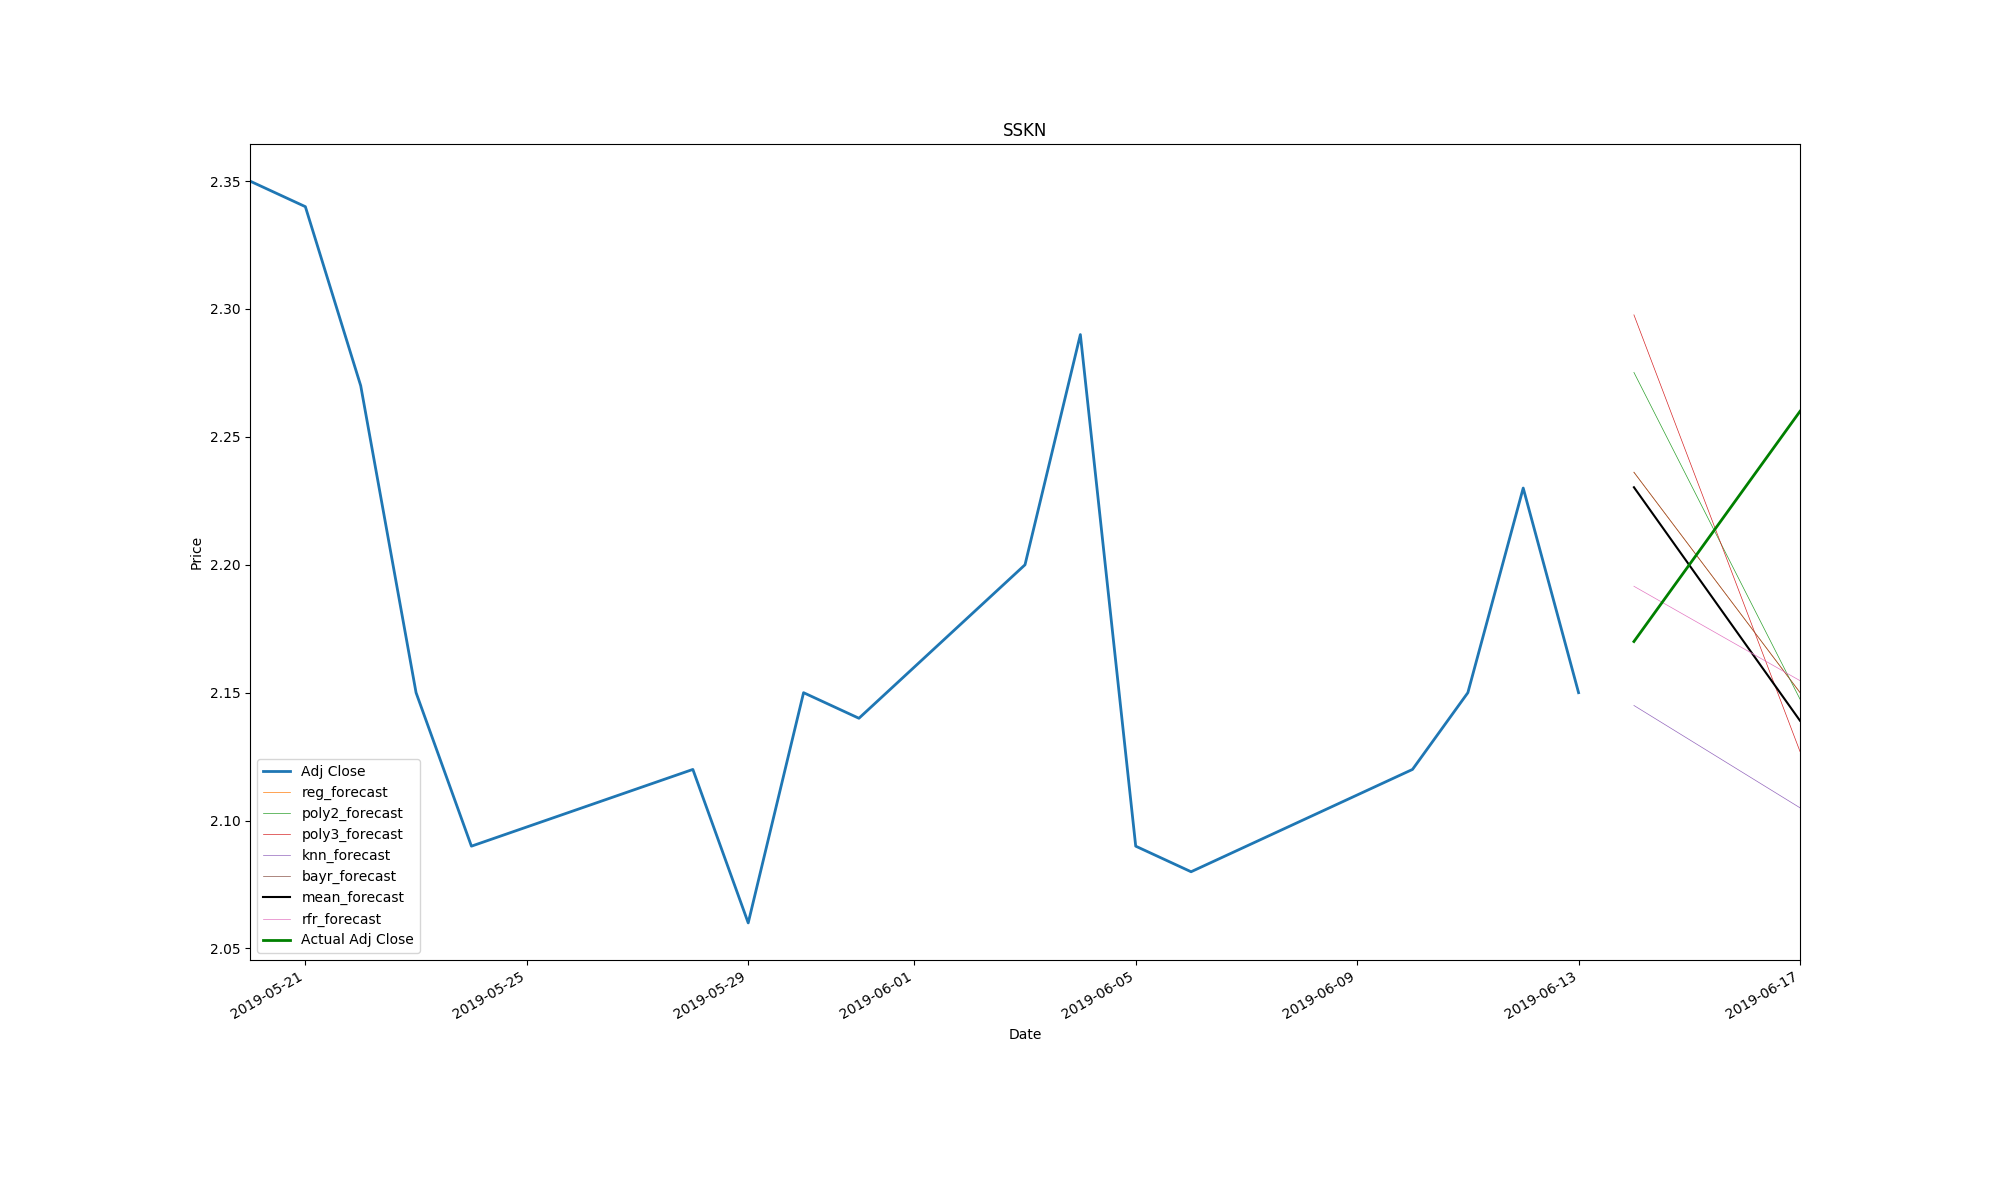 SSKN
2.35
2.30
2.25
2.20
2.15
2.10
2.05
Price
Adj Close
reg_forecast
poly2_forecast
poly3_forecast
knn_forecast
bayr_forecast
mean_forecast
rfr_forecast
Actual Adj Close
2019-05-21
2019-05-25
2019-05-29
2019-06-01
2019-06-05
2019-06-09
2019-06-13
2019-06-17
Date